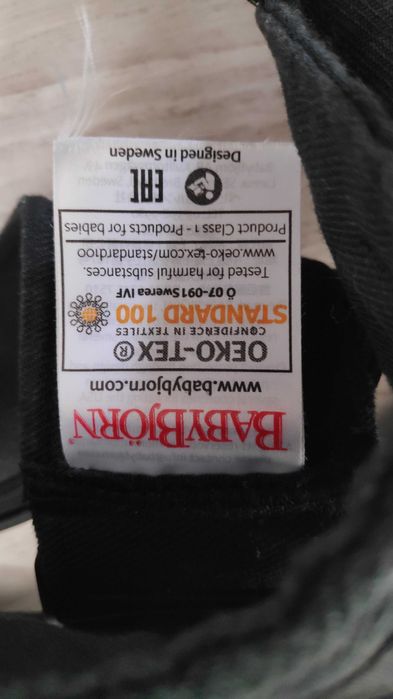 BABYBJÖRN®
www.babybjorn.com
OEKO-TEX®
CONFIDENCE IN TEXTILES
STANDARD 100
Ö 07-091 Swerea IVF
Tested for harmful substances.
www.oeko-tex.com/standard100
Product Class 1 - Products for babies
EAC
Designed in Sweden